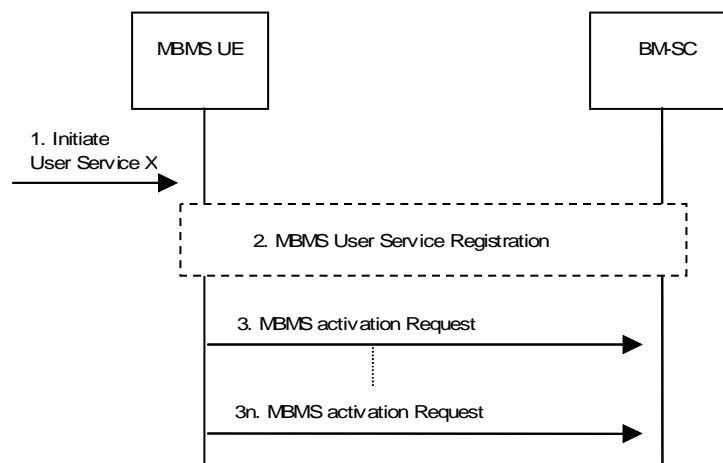 MBMS UE
BM-SC
1. Initiate
User Service X
2. MBMS User Service Registration
3. MBMS activation Request
3n. MBMS activation Request